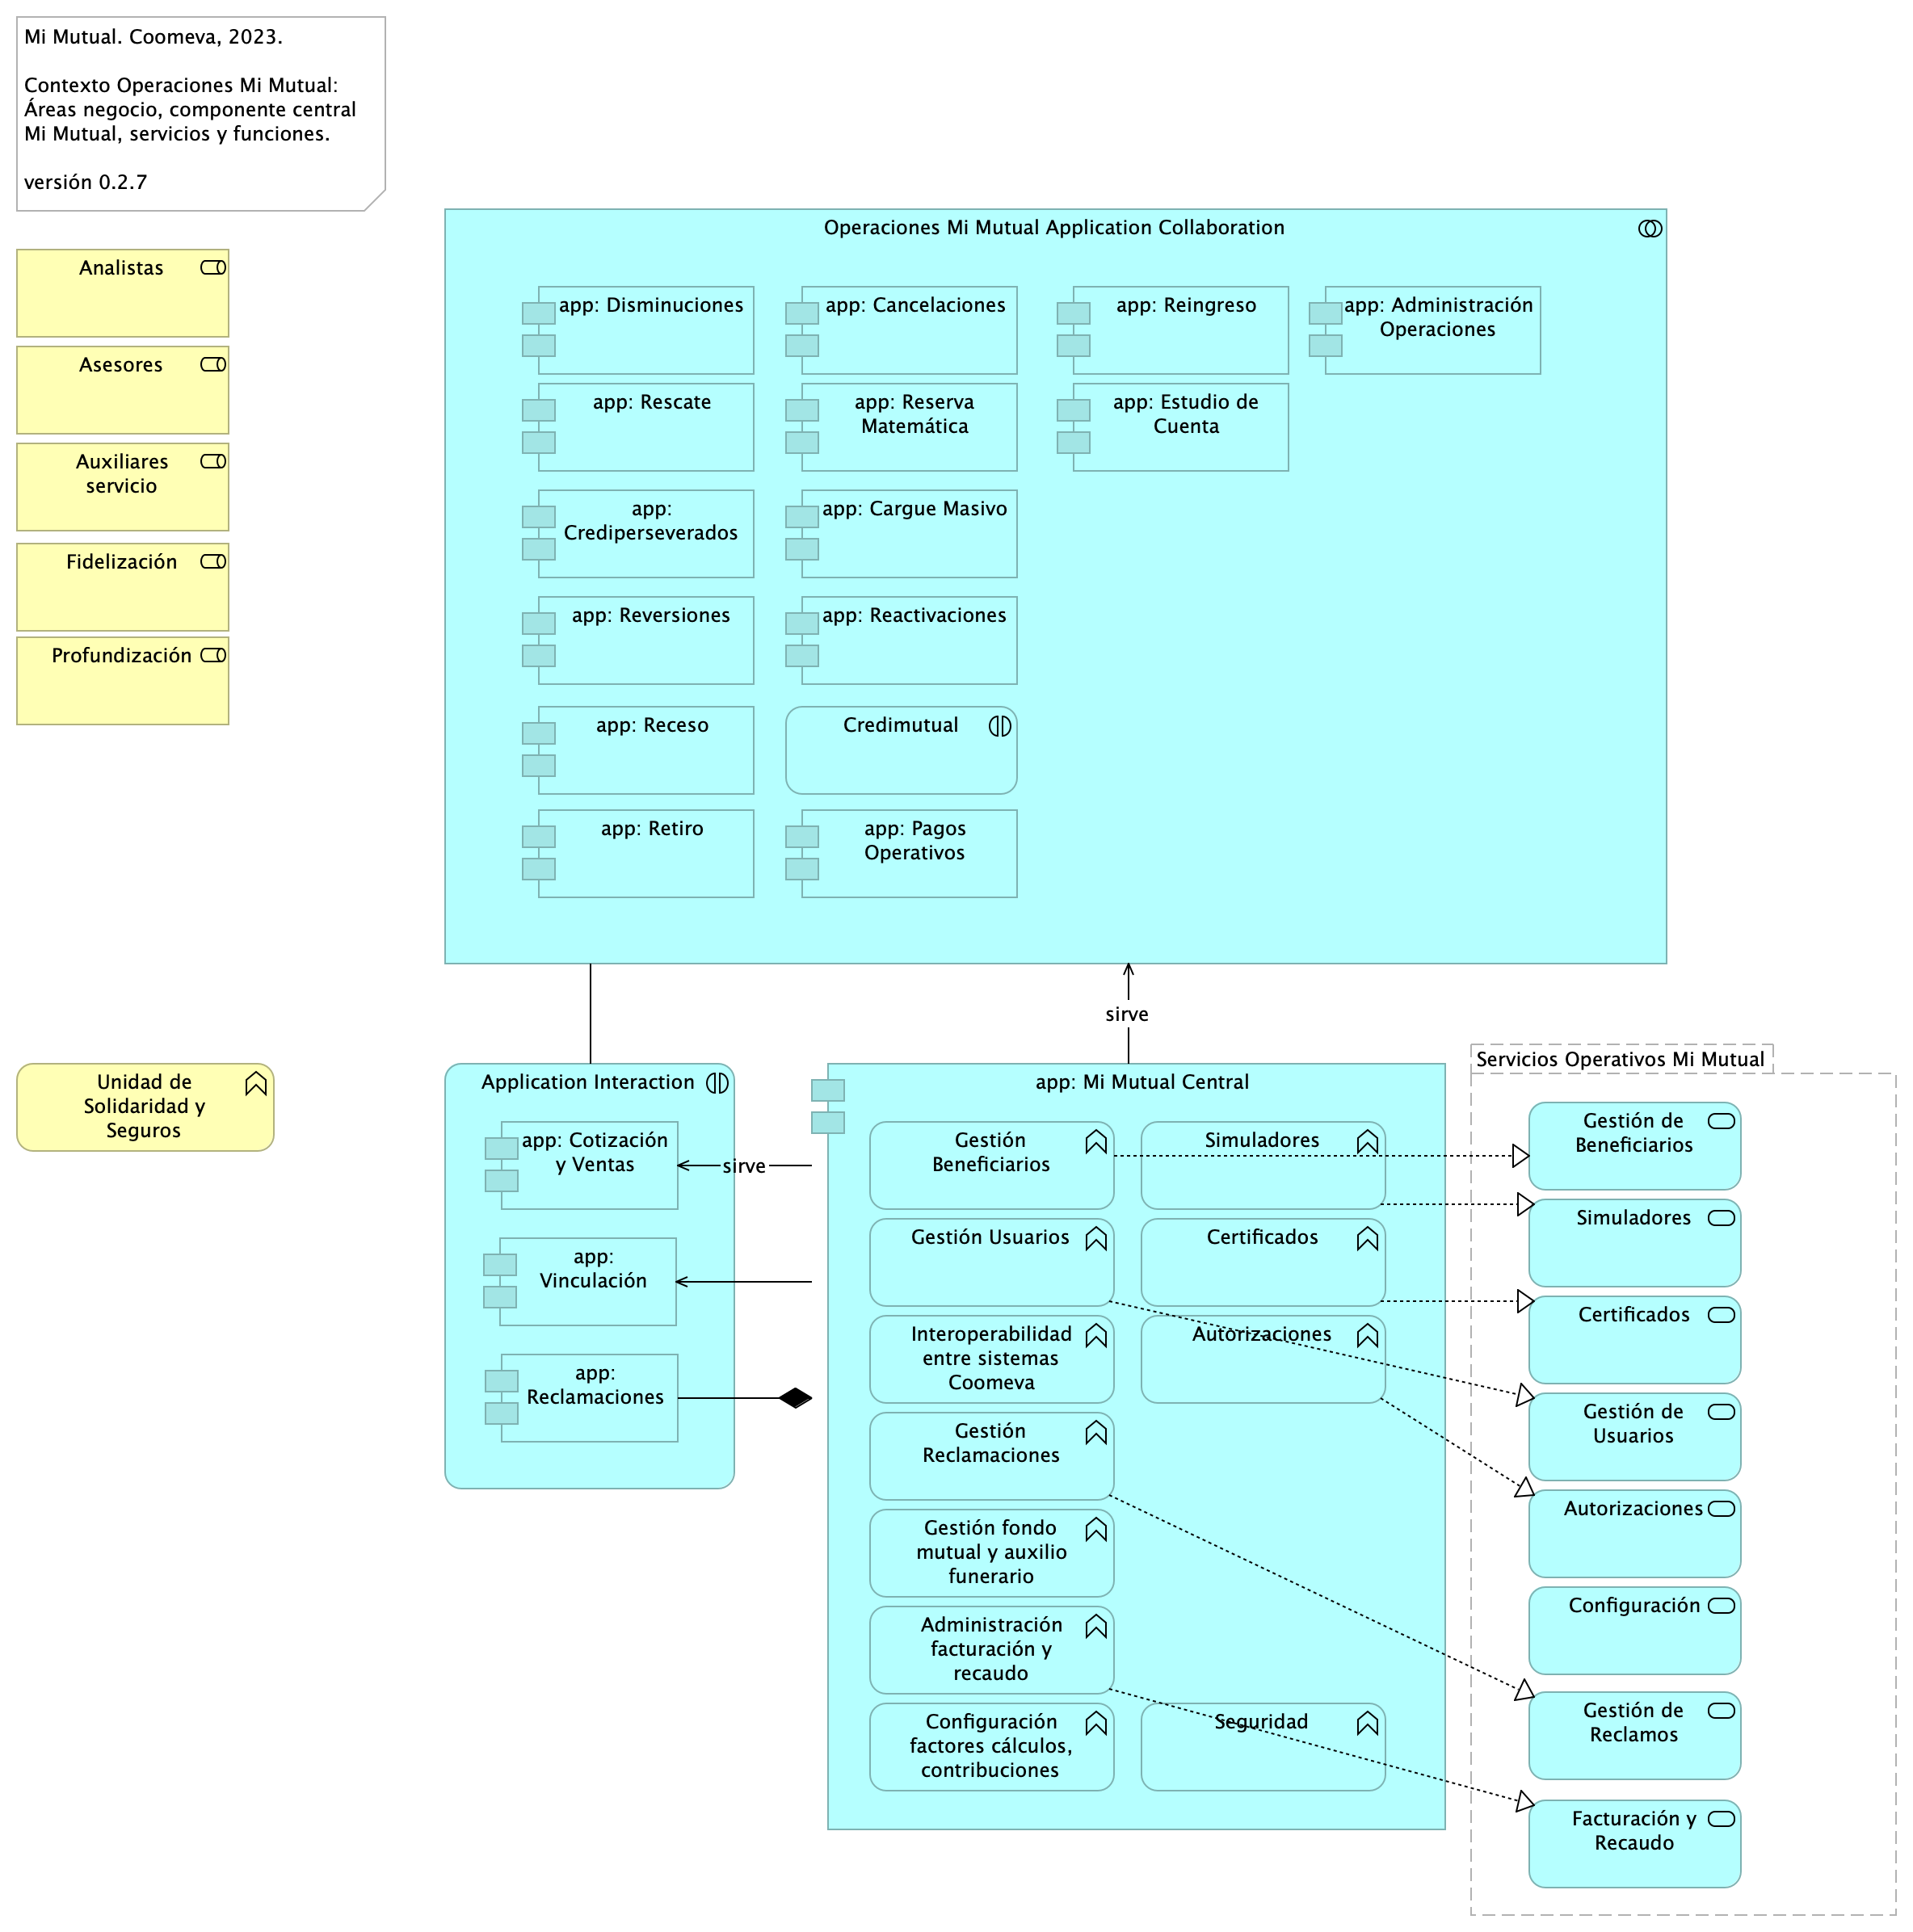 Mi Mutual. Coomeva, 2023.
Contexto Operaciones Mi Mutual:
Áreas negocio, componente central
Mi Mutual, servicios y funciones.
versión 0.2.7
Analistas
Asesores
Auxiliares
servicio
Fidelización
Profundización
Operaciones Mi Mutual Application Collaboration
app: Disminuciones
app: Cancelaciones
app: Reingreso
app: Administración
Operaciones
app: Rescate
app: Reserva
Matemática
app: Estudio de
Cuenta
app:
Crediperseverados
app: Cargue Masivo
app: Reversiones
app: Reactivaciones
app: Receso
Credimutual
app: Retiro
app: Pagos
Operativos
sirve
Unidad de
Solidaridad y
Seguros
Application Interaction
app: Cotización
y Ventas
sirve
app:
Vinculación
app:
Reclamaciones
app: Mi Mutual Central
Gestión
Beneficiarios
Simuladores
Gestión Usuarios
Certificados
Interoperabilidad
entre sistemas
Coomeva
Autorizaciones
Gestión
Reclamaciones
Gestión fondo
mutual y auxilio
funerario
Administración
facturación y
recaudo
Configuración
factores cálculos,
contribuciones
Seguridad
Servicios Operativos Mi Mutual
Gestión de
Beneficiarios
Simuladores
Certificados
Gestión de
Usuarios
Autorizaciones
Configuración
Gestión de
Reclamos
Facturación y
Recaudo